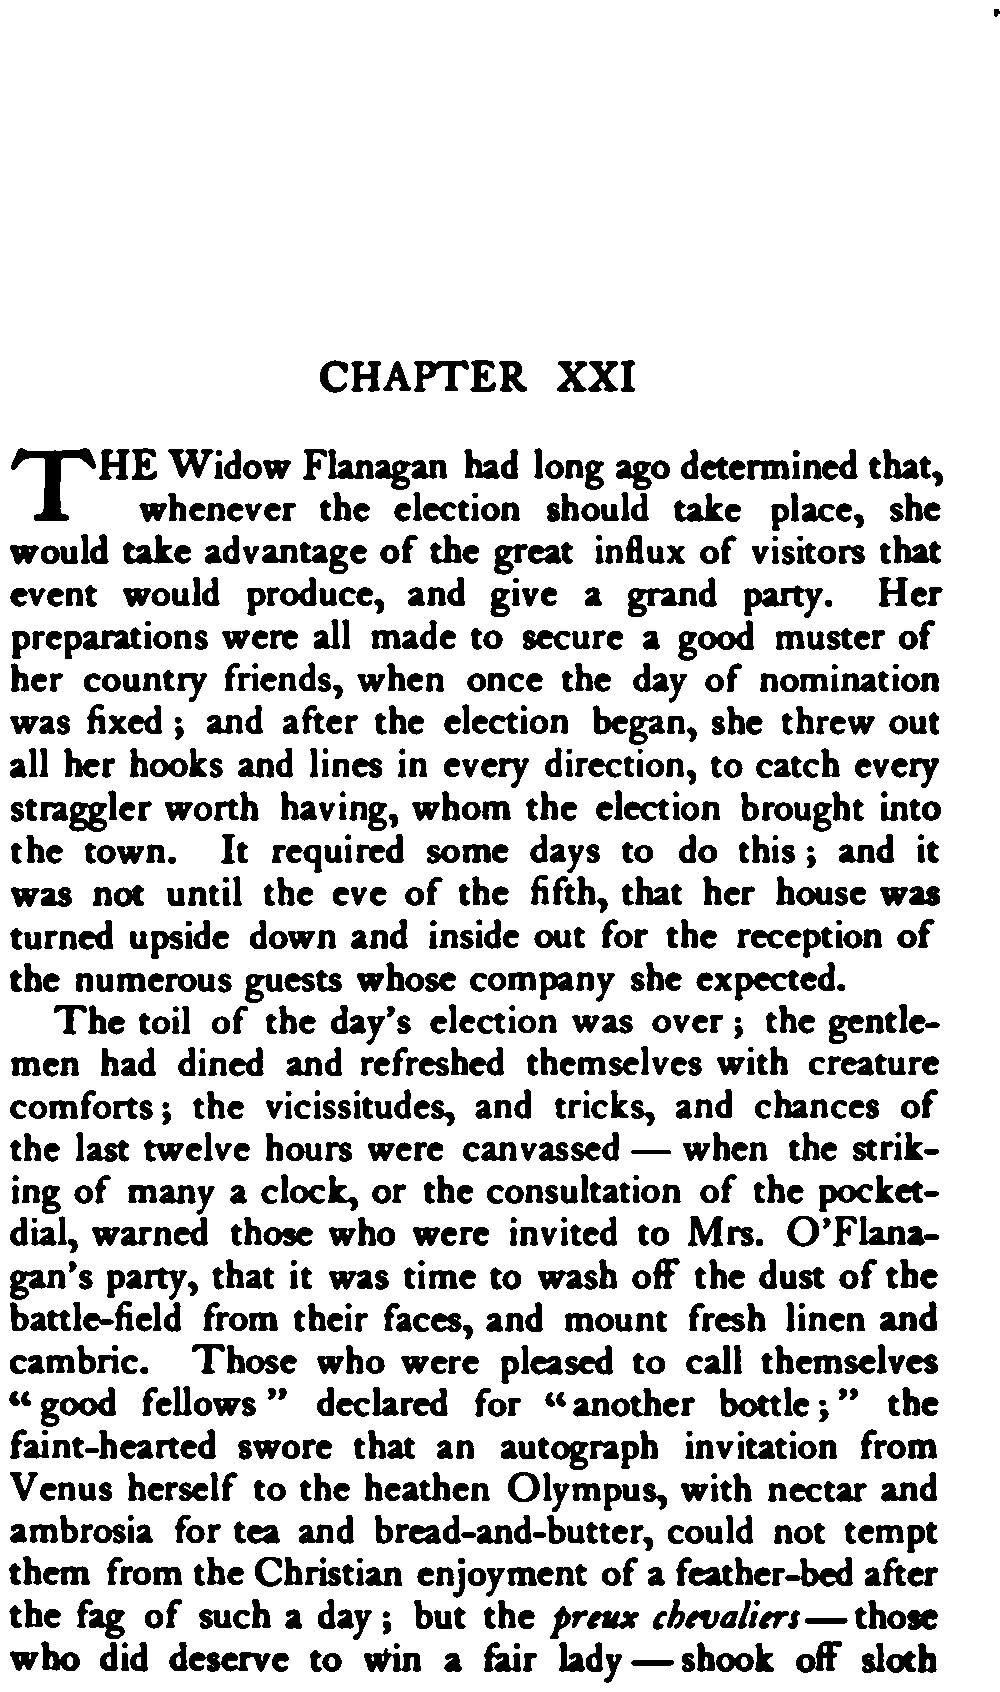 CHAPTER XXI
THE Widow Flanagan had long ago determined that,
whenever the election should take place, she
would take advantage of the great influx of visitors that
event would produce, and give a grand party. Her
preparations were all made to secure a good muster of
her country friends, when once the day of nomination
was fixed ; and after the election began, she threw out
all her hooks and lines in every direction, to catch every
straggler worth having, whom the election brought into
the town. It required some days to do this ; and it
was not until the eve of the fifth, that her house was
turned upside down and inside out for the reception of
the numerous guests whose company she expected.
The toil of the day's election was over ; the gentle-
men had dined and refreshed themselves with creature
comforts ; the vicissitudes, and tricks, and chances of
the last twelve hours were canvassed — when the strik-
ing of many a clock, or the consultation of the pocket-
dial, warned those who were invited to Mrs. O'Flana-
gan's party, that it was time to wash off the dust of the
battle-field from their faces, and mount fresh linen and
cambric. Those who were pleased to call themselves
“ good fellows ” declared for “ another bottle ; ” the
faint-hearted swore that an autograph invitation from
Venus herself to the heathen Olympus, with nectar and
ambrosia for tea and bread-and-butter, could not tempt
them from the Christian enjoyment of a feather-bed after
the fag of such a day ; but the preux chevaliers — those
who did deserve to win a fair lady — shook off sloth